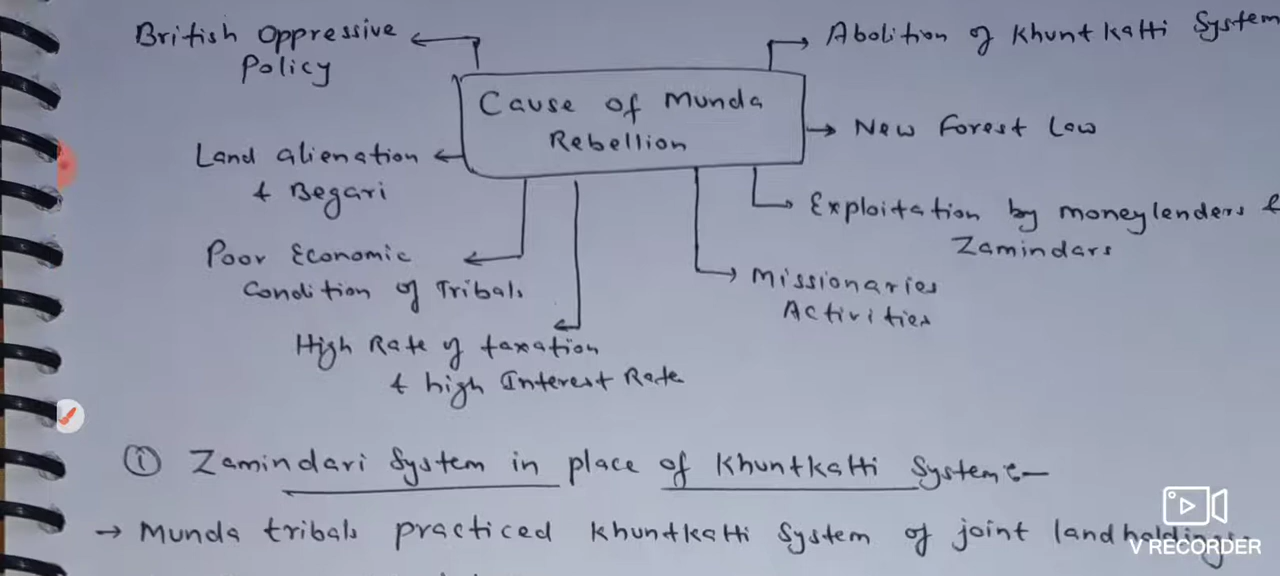 British Oppressive
Policy
Abolition of Khuntkatti System
Cause of Munda
Rebellion
New Forest Law
Land alienation
& Begari
Exploitation by moneylenders &
Zamindars
Poor Economic
Condition of Tribals
Missionaries
Activities
High Rate of taxation
& high Interest Rate
① Zamindari System in place of Khuntkatti System:-
→ Munda tribals practiced Khuntkatti System of joint landholdings.
V RECORDER